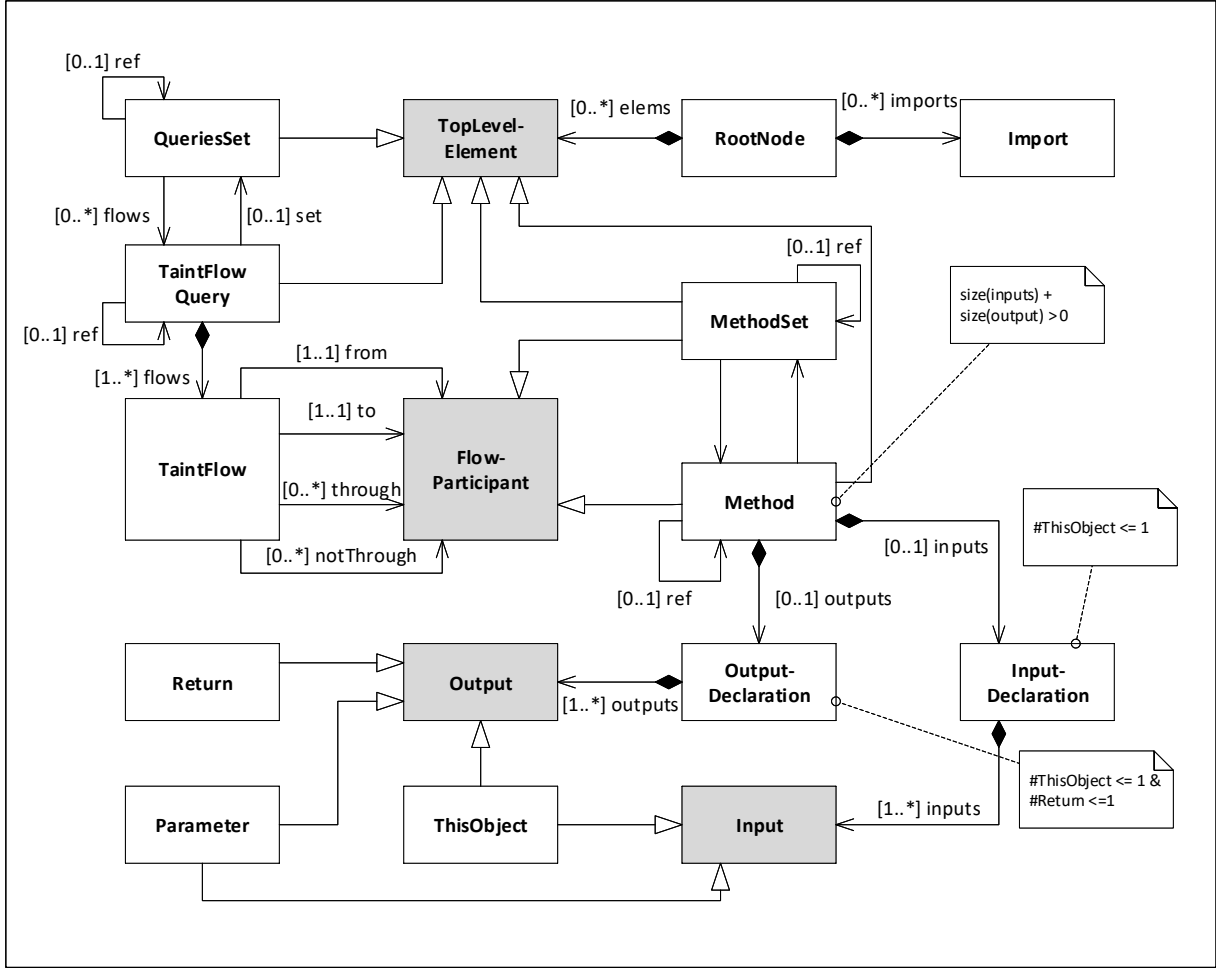 [0..1] ref
QueriesSet
TopLevel-
Element
[0..*] elems
RootNode
[0..*] imports
Import
[0..*] flows
[0..1] set
TaintFlow
Query
[0..1] ref
[0..1] ref
MethodSet
size(inputs) +
size(output) >0
[1..*] flows
[1..1] from
[1..1] to
TaintFlow
[0..*] through
[0..*] notThrough
Flow-
Participant
Method
[0..1] ref
[0..1] outputs
[0..1] inputs
#ThisObject <= 1
Return
Output
[1..*] outputs
Output-
Declaration
Input-
Declaration
#ThisObject <= 1 &
#Return <=1
Parameter
ThisObject
Input
[1..*] inputs